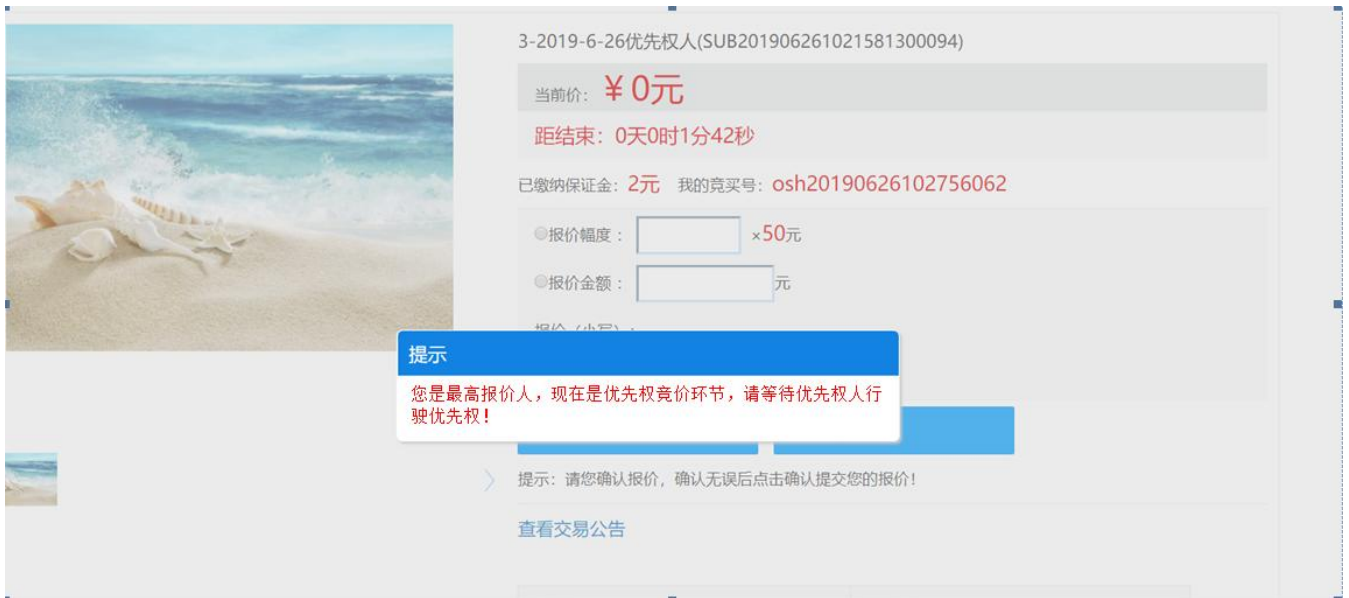 3-2019-6-26优先权人(SUB201906261021581300094)
当前价: ¥0元
距结束：0天0时1分42秒
已缴纳保证金：2元 我的竞买号：osh20190626102756062
报价幅度： ×50元
报价金额： 元
报价（小写）：
提示
您是最高报价人，现在是优先权竞价环节，请等待优先权人行
驶优先权！
提示：请您确认报价，确认无误后点击确认提交您的报价！
查看交易公告